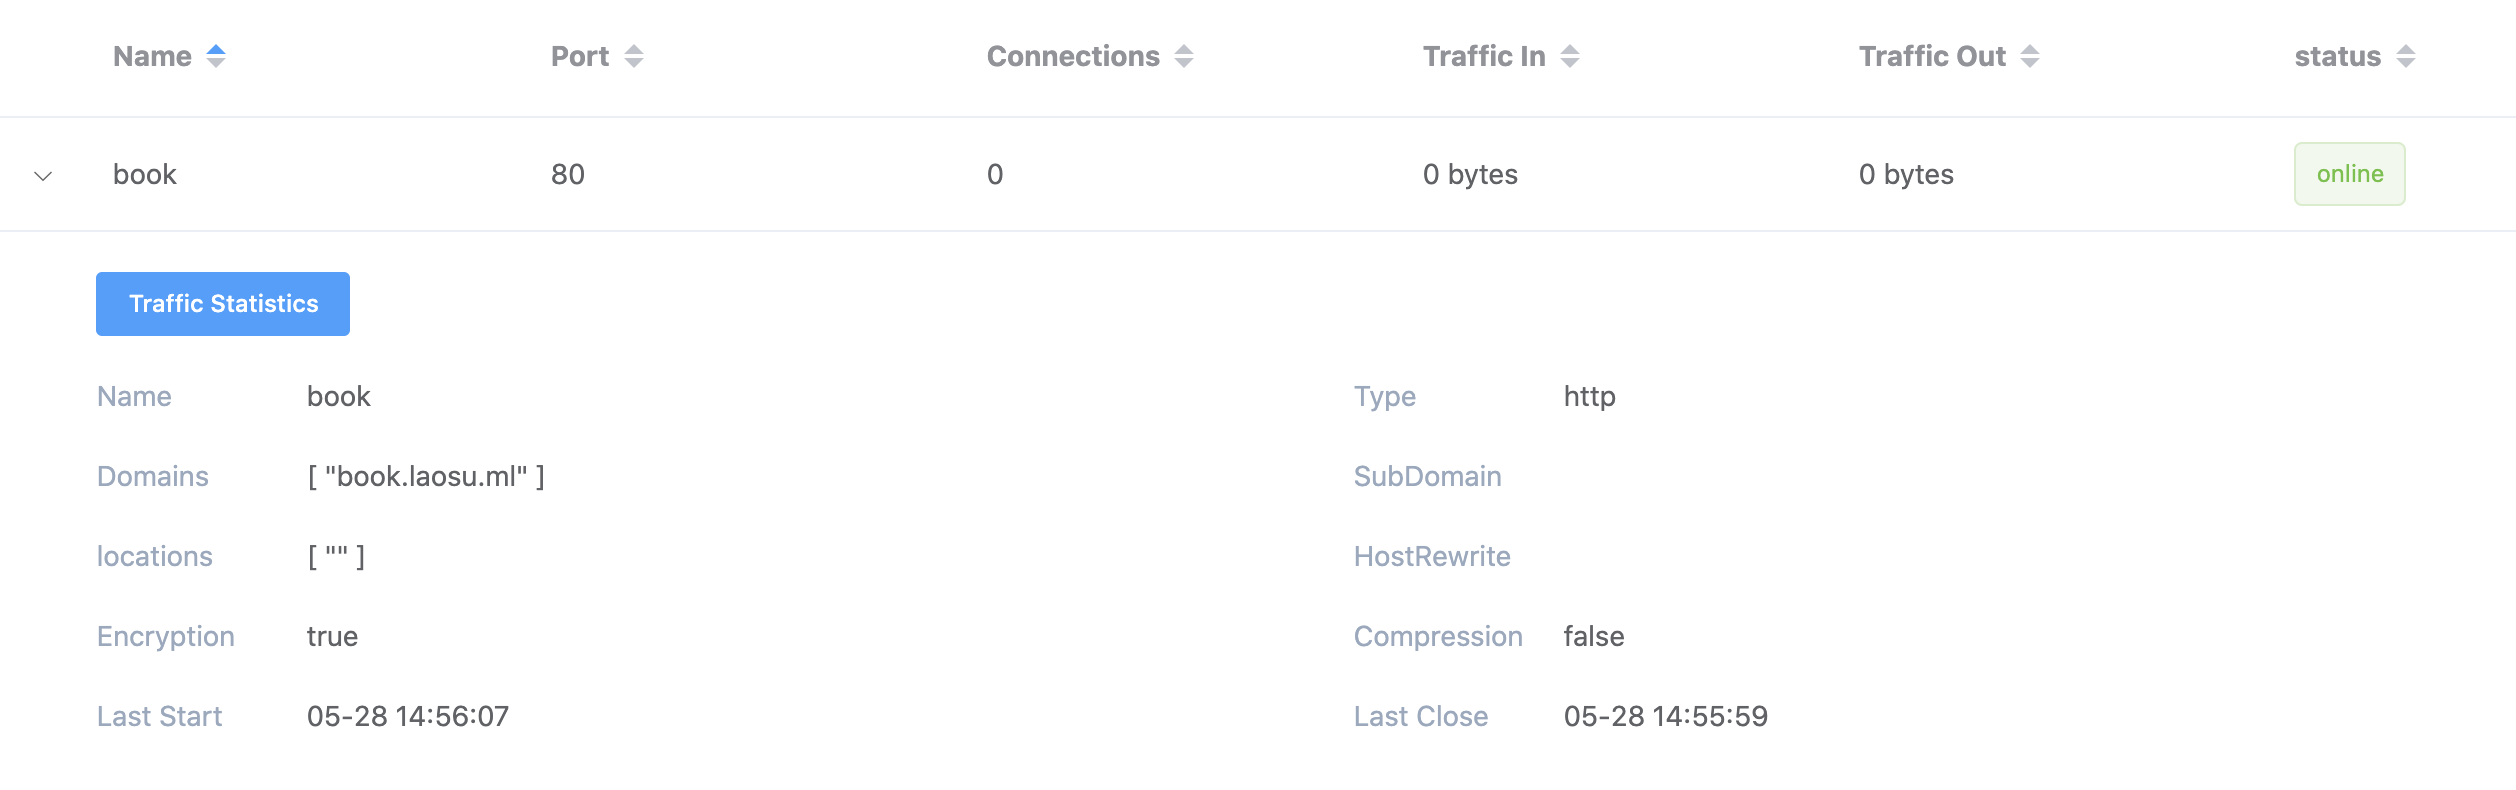 Name Port Connections Traffic In Traffic Out status
book 80 0 0 bytes 0 bytes online
Traffic Statistics
Name book Type http
Domains [ "book.laosu.ml" ] SubDomain
locations [ "" ] HostRewrite
Encryption true Compression false
Last Start 05-28 14:56:07 Last Close 05-28 14:55:59